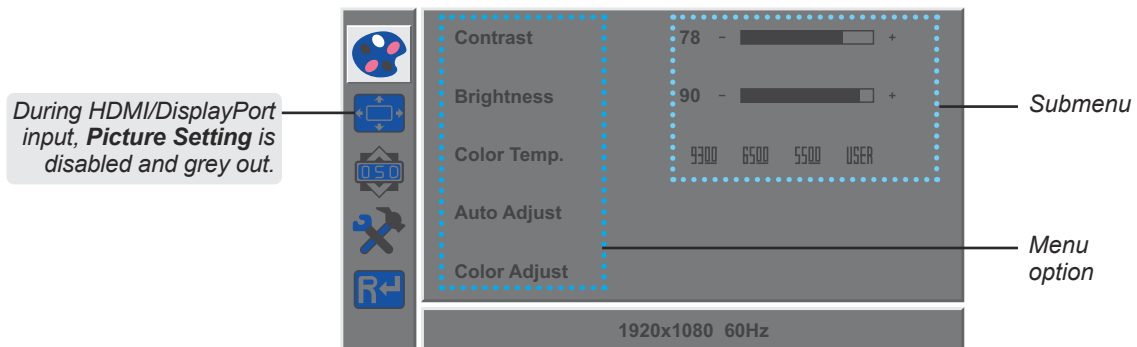 Contrast 78 - +
During HDMI/DisplayPort
input, Picture Setting is
disabled and grey out.
Brightness 90 - +
Submenu
Color Temp. 9300 6500 5500 USER
OSD
Auto Adjust
Menu
option
Color Adjust
R
1920x1080 60Hz